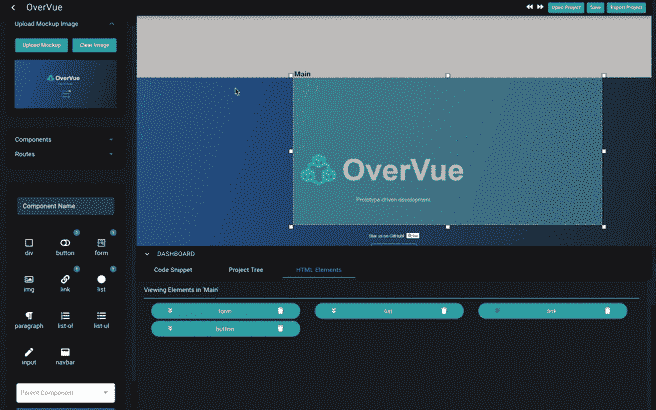 OverVue
Open Project
Save
Export Project
Upload Mockup Image
Upload Mockup
Clear Image
OverVue
Components
Routes
Component Name
div
button
form
img
link
list
paragraph
list-ol
list-ul
input
navbar
Parent Component
Main
OverVue
Prototype driven development
Star us on GitHub!
DASHBOARD
Code Snippet
Project Tree
HTML Elements
Viewing Elements in 'Main'
form
list
link
button